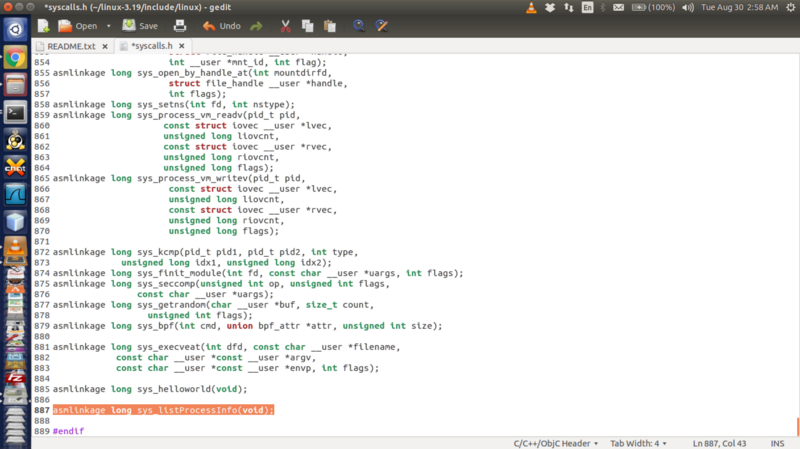 *syscalls.h (~/linux-3.19/include/linux) - gedit
En (100%) Tue Aug 30 2:58 AM
Open Save Undo
README.txt × *syscalls.h ×
854 int __user *mnt_id, int flag);
855 asmlinkage long sys_open_by_handle_at(int mountdirfd,
856 struct file_handle __user *handle,
857 int flags);
858 asmlinkage long sys_setns(int fd, int nstype);
859 asmlinkage long sys_process_vm_readv(pid_t pid,
860 const struct iovec __user *lvec,
861 unsigned long liovcnt,
862 const struct iovec __user *rvec,
863 unsigned long riovcnt,
864 unsigned long flags);
865 asmlinkage long sys_process_vm_writev(pid_t pid,
866 const struct iovec __user *lvec,
867 unsigned long liovcnt,
868 const struct iovec __user *rvec,
869 unsigned long riovcnt,
870 unsigned long flags);
871
872 asmlinkage long sys_kcmp(pid_t pid1, pid_t pid2, int type,
873 unsigned long idx1, unsigned long idx2);
874 asmlinkage long sys_finit_module(int fd, const char __user *uargs, int flags);
875 asmlinkage long sys_seccomp(unsigned int op, unsigned int flags,
876 const char __user *uargs);
877 asmlinkage long sys_getrandom(char __user *buf, size_t count,
878 unsigned int flags);
879 asmlinkage long sys_bpf(int cmd, union bpf_attr *attr, unsigned int size);
880
881 asmlinkage long sys_execveat(int dfd, const char __user *filename,
882 const char __user *const __user *argv,
883 const char __user *const __user *envp, int flags);
884
885 asmlinkage long sys_helloworld(void);
886
887 asmlinkage long sys_listProcessInfo(void);
888
889 #endif
C/C++/ObjC Header Tab Width: 4 Ln 887, Col 43 INS